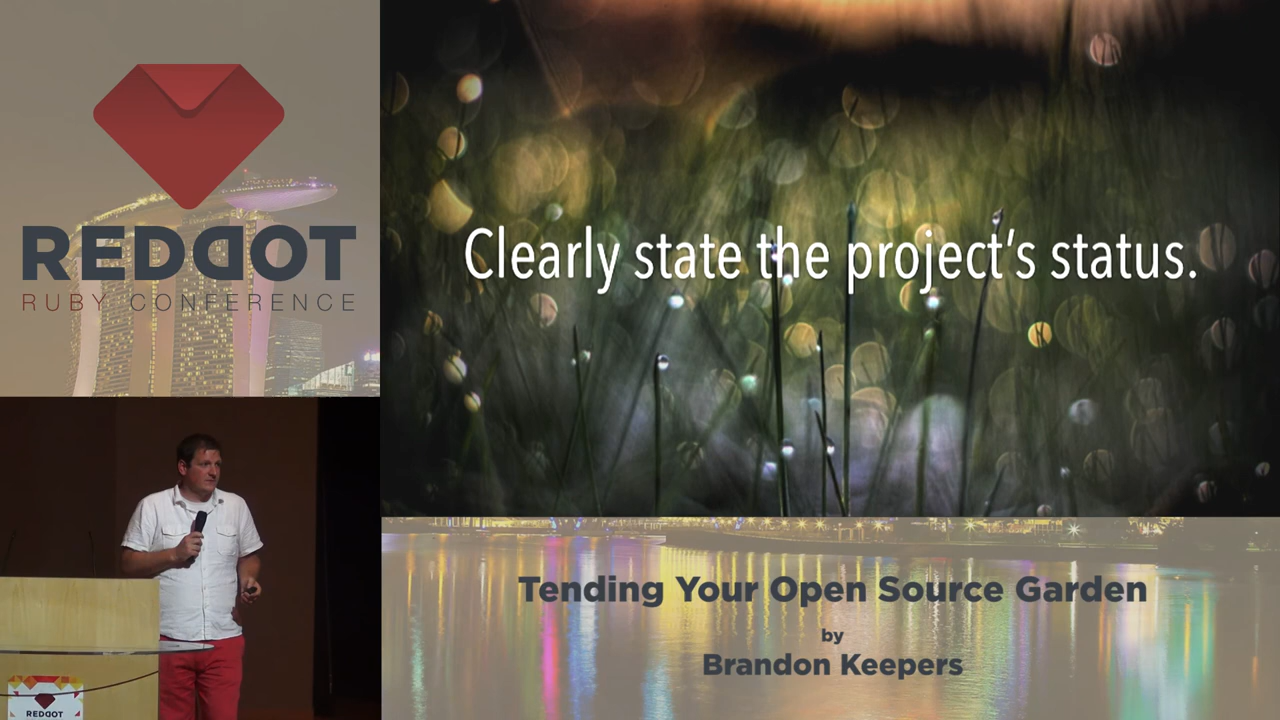 REDDOT
RUBY CONFERENCE
Clearly state the project's status.
Tending Your Open Source Garden
by
Brandon Keepers
REDDOT